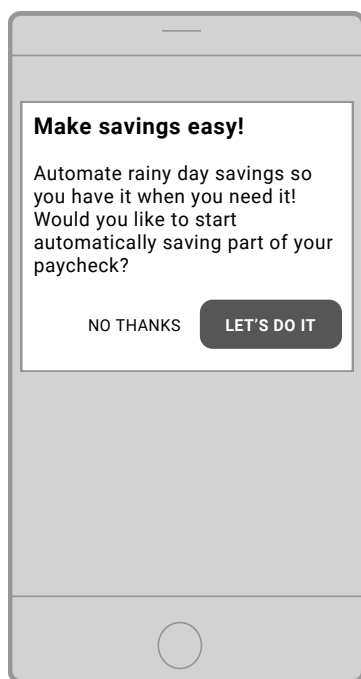 Make savings easy!
Automate rainy day savings so
you have it when you need it!
Would you like to start
automatically saving part of your
paycheck?
NO THANKS
LET’S DO IT